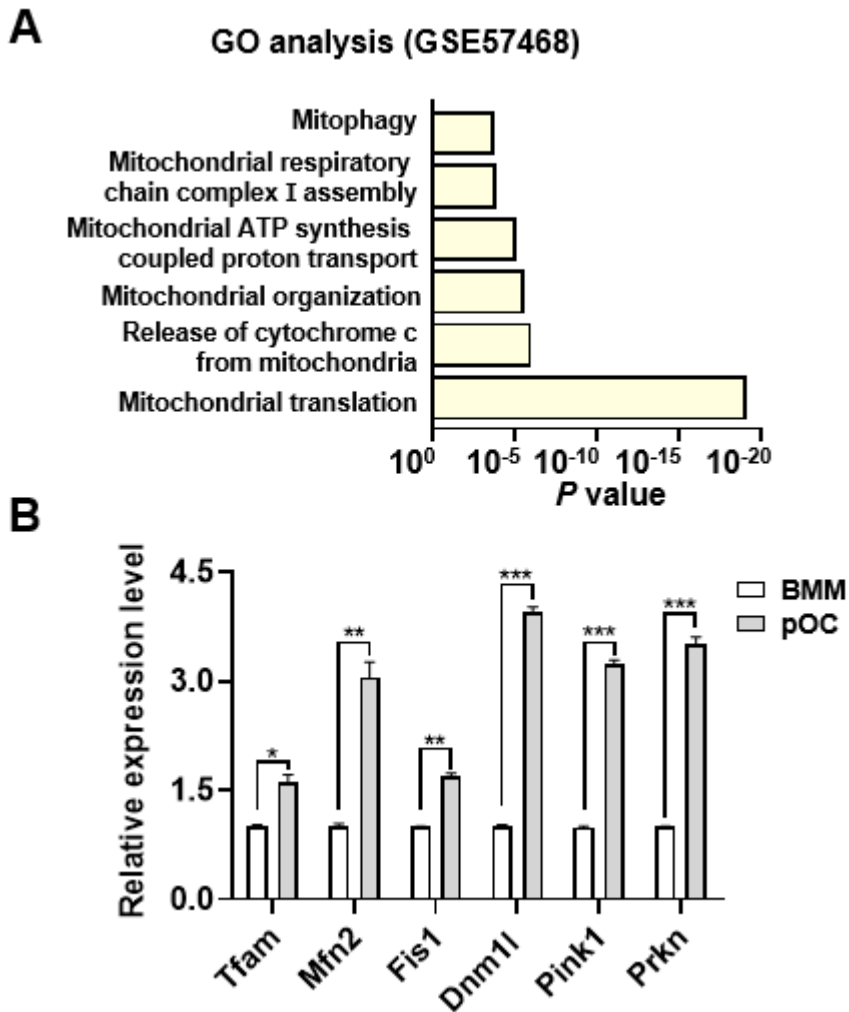 A
GO analysis (GSE57468)
Mitophagy
Mitochondrial respiratory
chain complex I assembly
Mitochondrial ATP synthesis
coupled proton transport
Mitochondrial organization
Release of cytochrome c
from mitochondria
Mitochondrial translation
10⁰ 10⁻⁵ 10⁻¹⁰ 10⁻¹⁵ 10⁻²⁰
P value
B
Relative expression level
4.5
3.0
1.5
0.0
* ** ** *** *** ***
BMM
pOC
Tfam Mfn2 Fis1 Dnm1l Pink1 Prkn